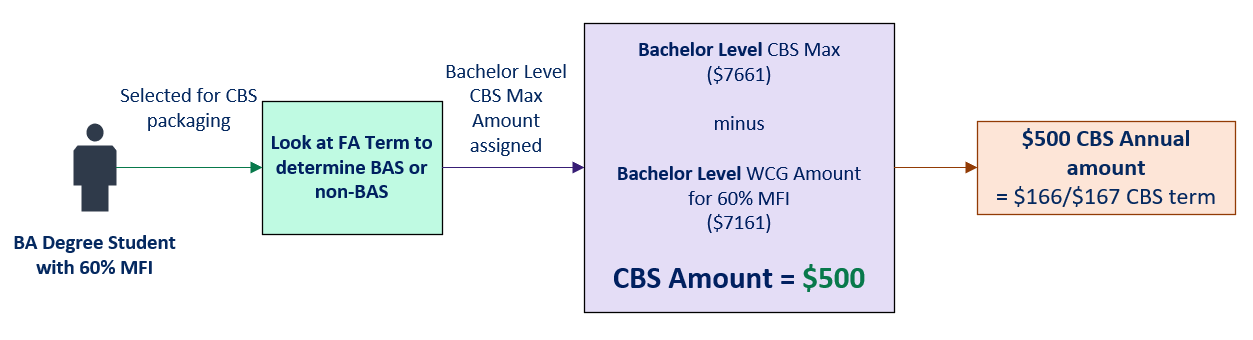 BA Degree Student
with 60% MFI
Selected for CBS
packaging
Look at FA Term to
determine BAS or
non-BAS
Bachelor Level
CBS Max
Amount
assigned
Bachelor Level CBS Max
($7661)
minus
Bachelor Level WCG Amount
for 60% MFI
($7161)
CBS Amount = $500
$500 CBS Annual
amount
= $166/$167 CBS term